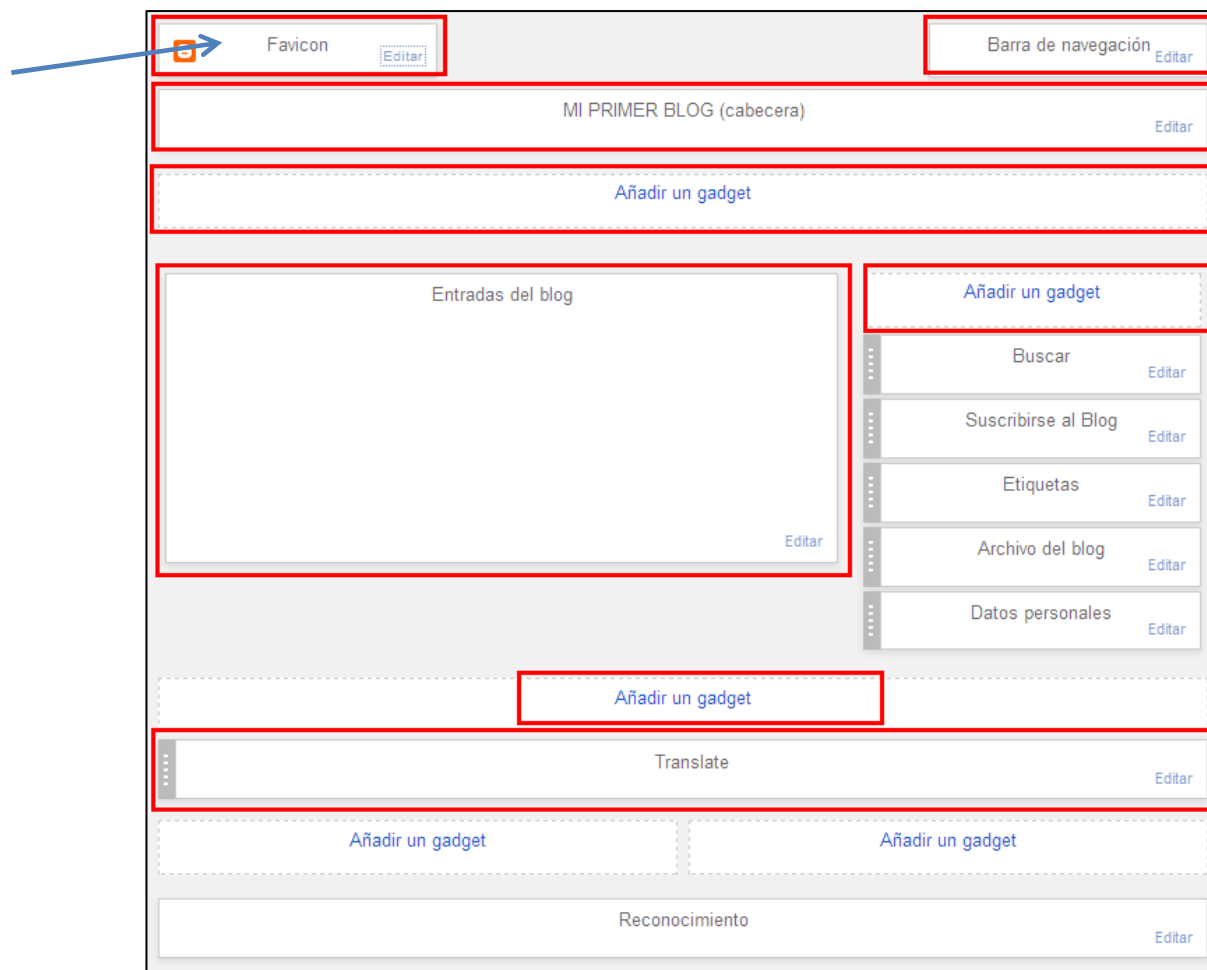 Favicon
Editar
Barra de navegación
Editar
MI PRIMER BLOG (cabecera)
Editar
Añadir un gadget
Entradas del blog
Editar
Añadir un gadget
Buscar
Editar
Suscribirse al Blog
Editar
Etiquetas
Editar
Archivo del blog
Editar
Datos personales
Editar
Añadir un gadget
Translate
Editar
Añadir un gadget
Añadir un gadget
Reconocimiento
Editar